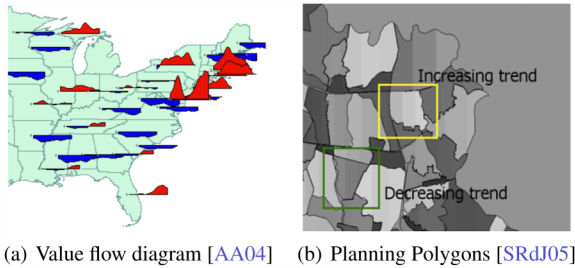 Increasing trend
Decreasing trend
(a) Value flow diagram [AA04] (b) Planning Polygons [SRdJ05]